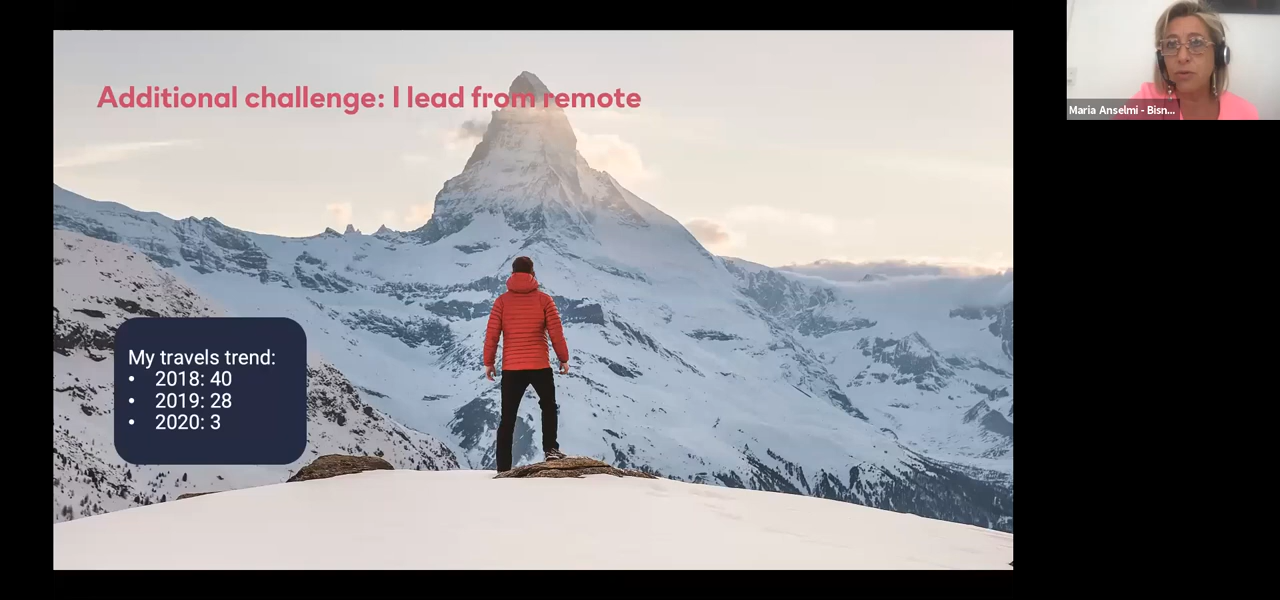 Additional challenge: I lead from remote
My travels trend:
• 2018: 40
• 2019: 28
• 2020: 3
Maria Anselmi - Bisn...